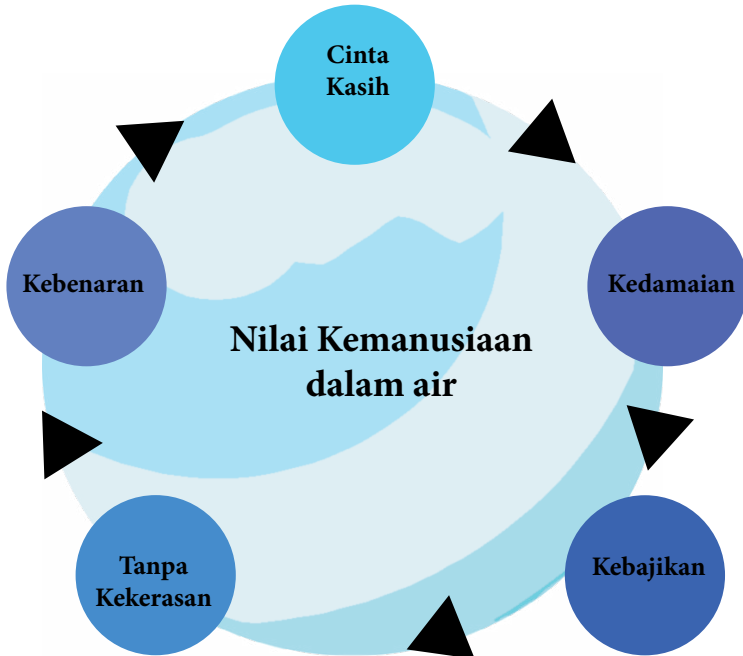 Cinta
Kasih
Kebenaran
Kedamaian
Nilai Kemanusiaan
dalam air
Tanpa
Kekerasan
Kebajikan